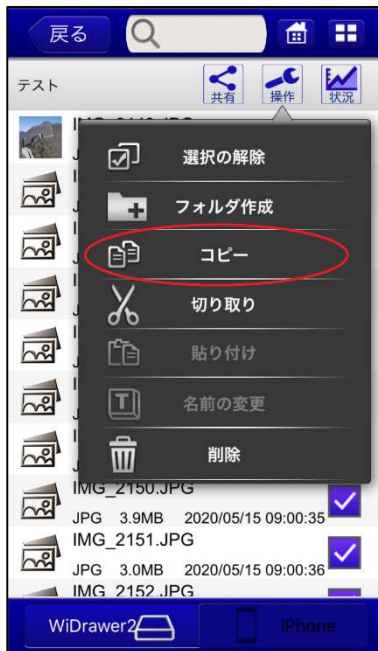 戻る
テスト
共有
操作
状況
選択の解除
フォルダ作成
コピー
切り取り
貼り付け
名前の変更
削除
IMG_2150.JPG
JPG 3.9MB 2020/05/15 09:00:35
IMG_2151.JPG
JPG 3.0MB 2020/05/15 09:00:36
IMG_2152.JPG
WiDrawer2
iPhone